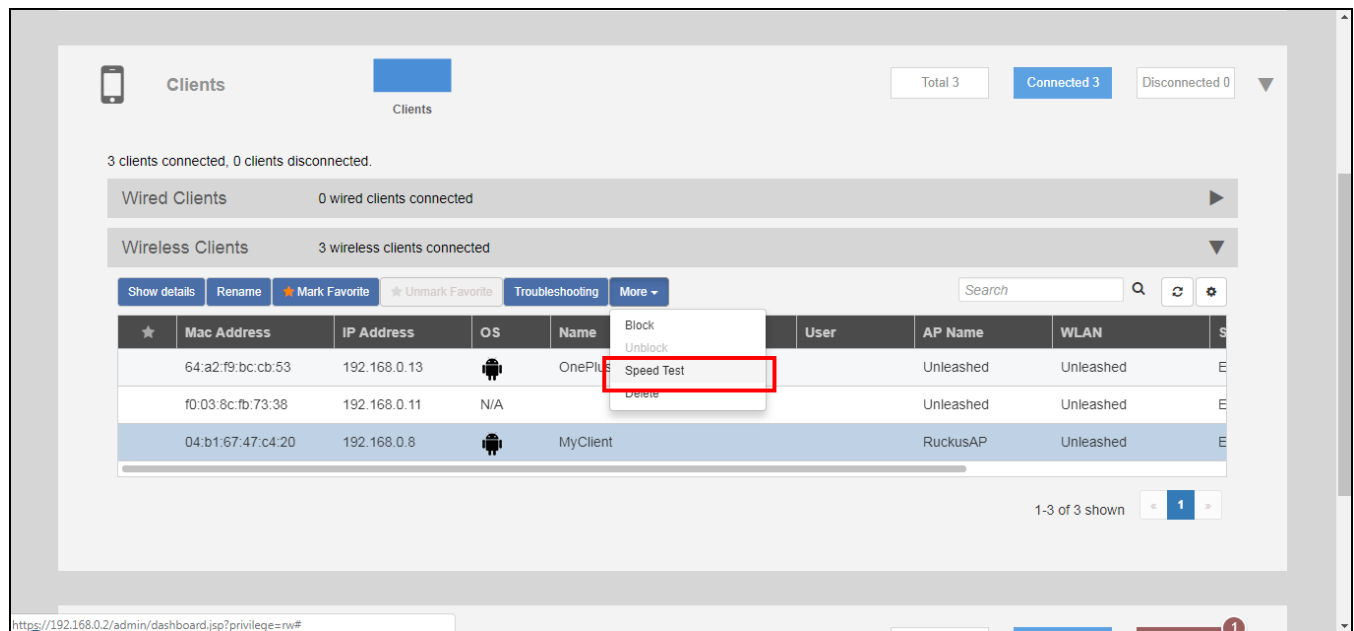 Clients
Clients
Total 3
Connected 3
Disconnected 0
3 clients connected, 0 clients disconnected.
Wired Clients 0 wired clients connected
Wireless Clients 3 wireless clients connected
Show details Rename Mark Favorite Unmark Favorite Troubleshooting More Search
Mac Address IP Address OS Name User AP Name WLAN S
Block
Unblock
Speed Test
Delete
64:a2:f9:bc:cb:53 192.168.0.13 OnePlus Unleashed Unleashed E
f0:03:8c:fb:73:38 192.168.0.11 N/A Unleashed Unleashed E
04:b1:67:47:c4:20 192.168.0.8 MyClient RuckusAP Unleashed E
1-3 of 3 shown « 1 »
https://192.168.0.2/admin/dashboard.jsp?privilege=rw#
1